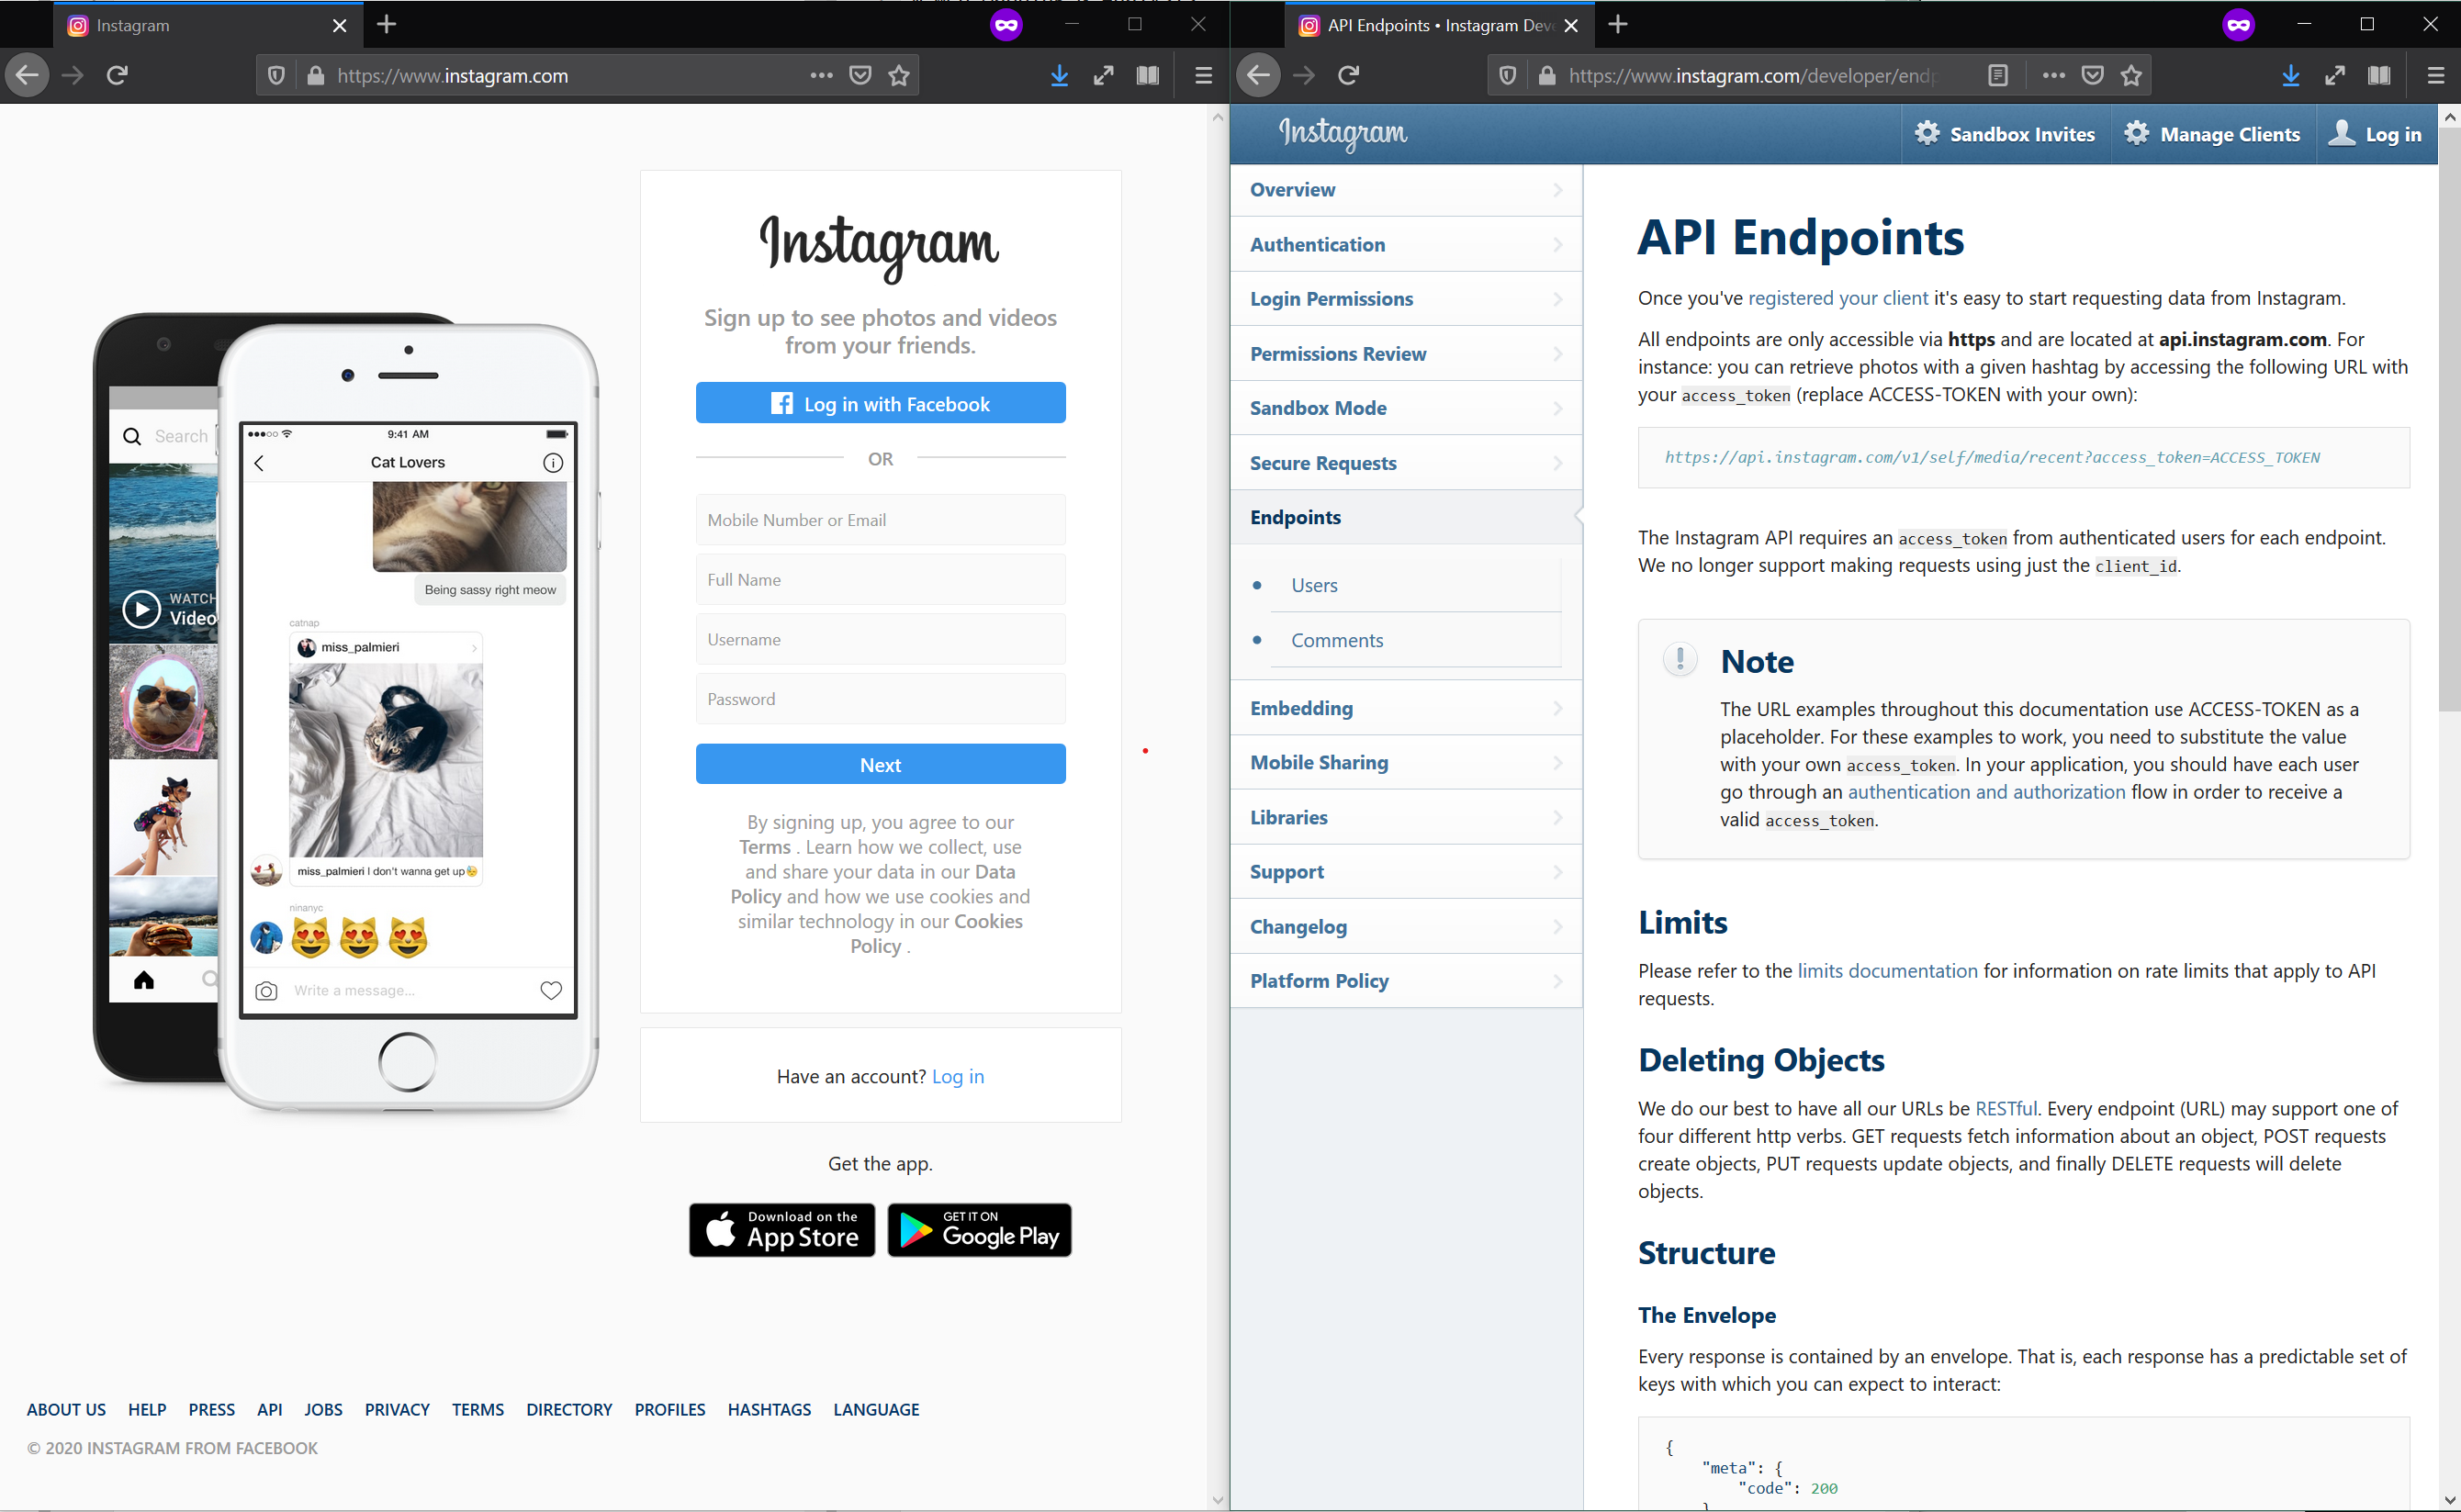 Instagram
https://www.instagram.com
Search
WATCH
Video
9:41 AM
Cat Lovers
Being sassy right meow
catnap
miss_palmieri
miss_palmieri I don't wanna get up😴
ninanyc
😻 😻 😻
Write a message...
Instagram
Sign up to see photos and videos
from your friends.
Log in with Facebook
OR
Mobile Number or Email
Full Name
Username
Password
Next
By signing up, you agree to our
Terms . Learn how we collect, use
and share your data in our Data
Policy and how we use cookies and
similar technology in our Cookies
Policy .
Have an account? Log in
Get the app.
Download on the
App Store
GET IT ON
Google Play
ABOUT US HELP PRESS API JOBS PRIVACY TERMS DIRECTORY PROFILES HASHTAGS LANGUAGE
© 2020 INSTAGRAM FROM FACEBOOK
API Endpoints • Instagram Dev
https://www.instagram.com/developer/endp
Instagram
Sandbox Invites
Manage Clients
Log in
Overview
Authentication
Login Permissions
Permissions Review
Sandbox Mode
Secure Requests
Endpoints
Users
Comments
Embedding
Mobile Sharing
Libraries
Support
Changelog
Platform Policy
API Endpoints
Once you've registered your client it's easy to start requesting data from Instagram.
All endpoints are only accessible via https and are located at api.instagram.com. For
instance: you can retrieve photos with a given hashtag by accessing the following URL with
your access_token (replace ACCESS-TOKEN with your own):
https://api.instagram.com/v1/self/media/recent?access_token=ACCESS_TOKEN
The Instagram API requires an access_token from authenticated users for each endpoint.
We no longer support making requests using just the client_id.
Note
The URL examples throughout this documentation use ACCESS-TOKEN as a
placeholder. For these examples to work, you need to substitute the value
with your own access_token. In your application, you should have each user
go through an authentication and authorization flow in order to receive a
valid access_token.
Limits
Please refer to the limits documentation for information on rate limits that apply to API
requests.
Deleting Objects
We do our best to have all our URLs be RESTful. Every endpoint (URL) may support one of
four different http verbs. GET requests fetch information about an object, POST requests
create objects, PUT requests update objects, and finally DELETE requests will delete
objects.
Structure
The Envelope
Every response is contained by an envelope. That is, each response has a predictable set of
keys with which you can expect to interact:
{
"meta": {
"code": 200
}